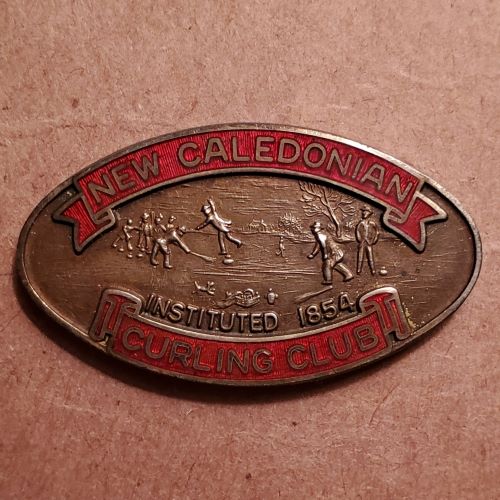 NEW CALEDONIAN
INSTITUTED 1854
CURLING CLUB